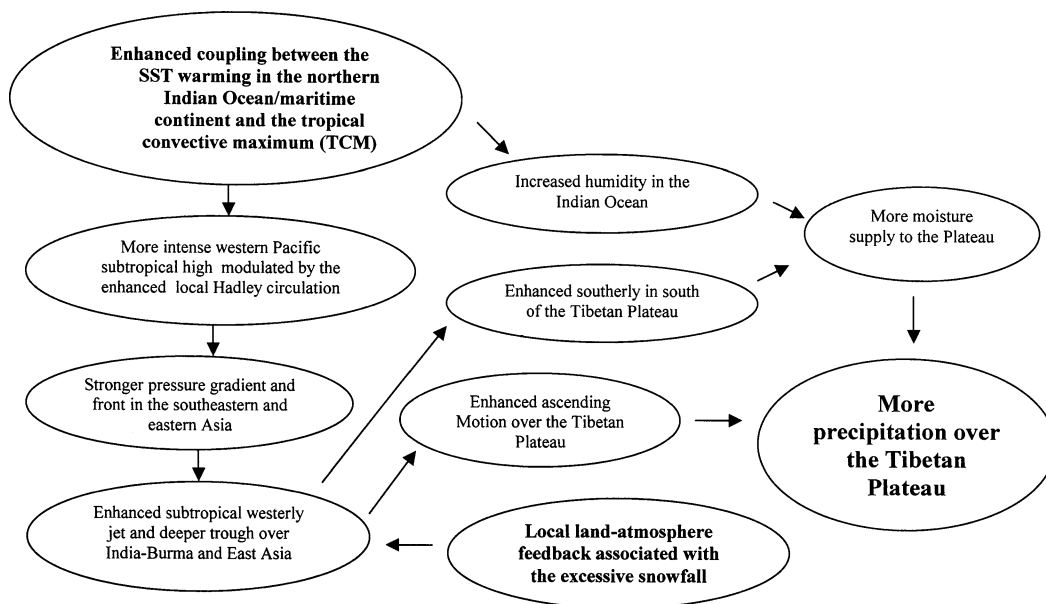 Enhanced coupling between the
SST warming in the northern
Indian Ocean/maritime
continent and the tropical
convective maximum (TCM)
Increased humidity in the
Indian Ocean
More moisture
supply to the Plateau
More intense western Pacific
subtropical high modulated by the
enhanced local Hadley circulation
Enhanced southerly in south
of the Tibetan Plateau
Stronger pressure gradient and
front in the southeastern and
eastern Asia
Enhanced ascending
Motion over the Tibetan
Plateau
More
precipitation over
the Tibetan
Plateau
Enhanced subtropical westerly
jet and deeper trough over
India-Burma and East Asia
Local land-atmosphere
feedback associated with
the excessive snowfall